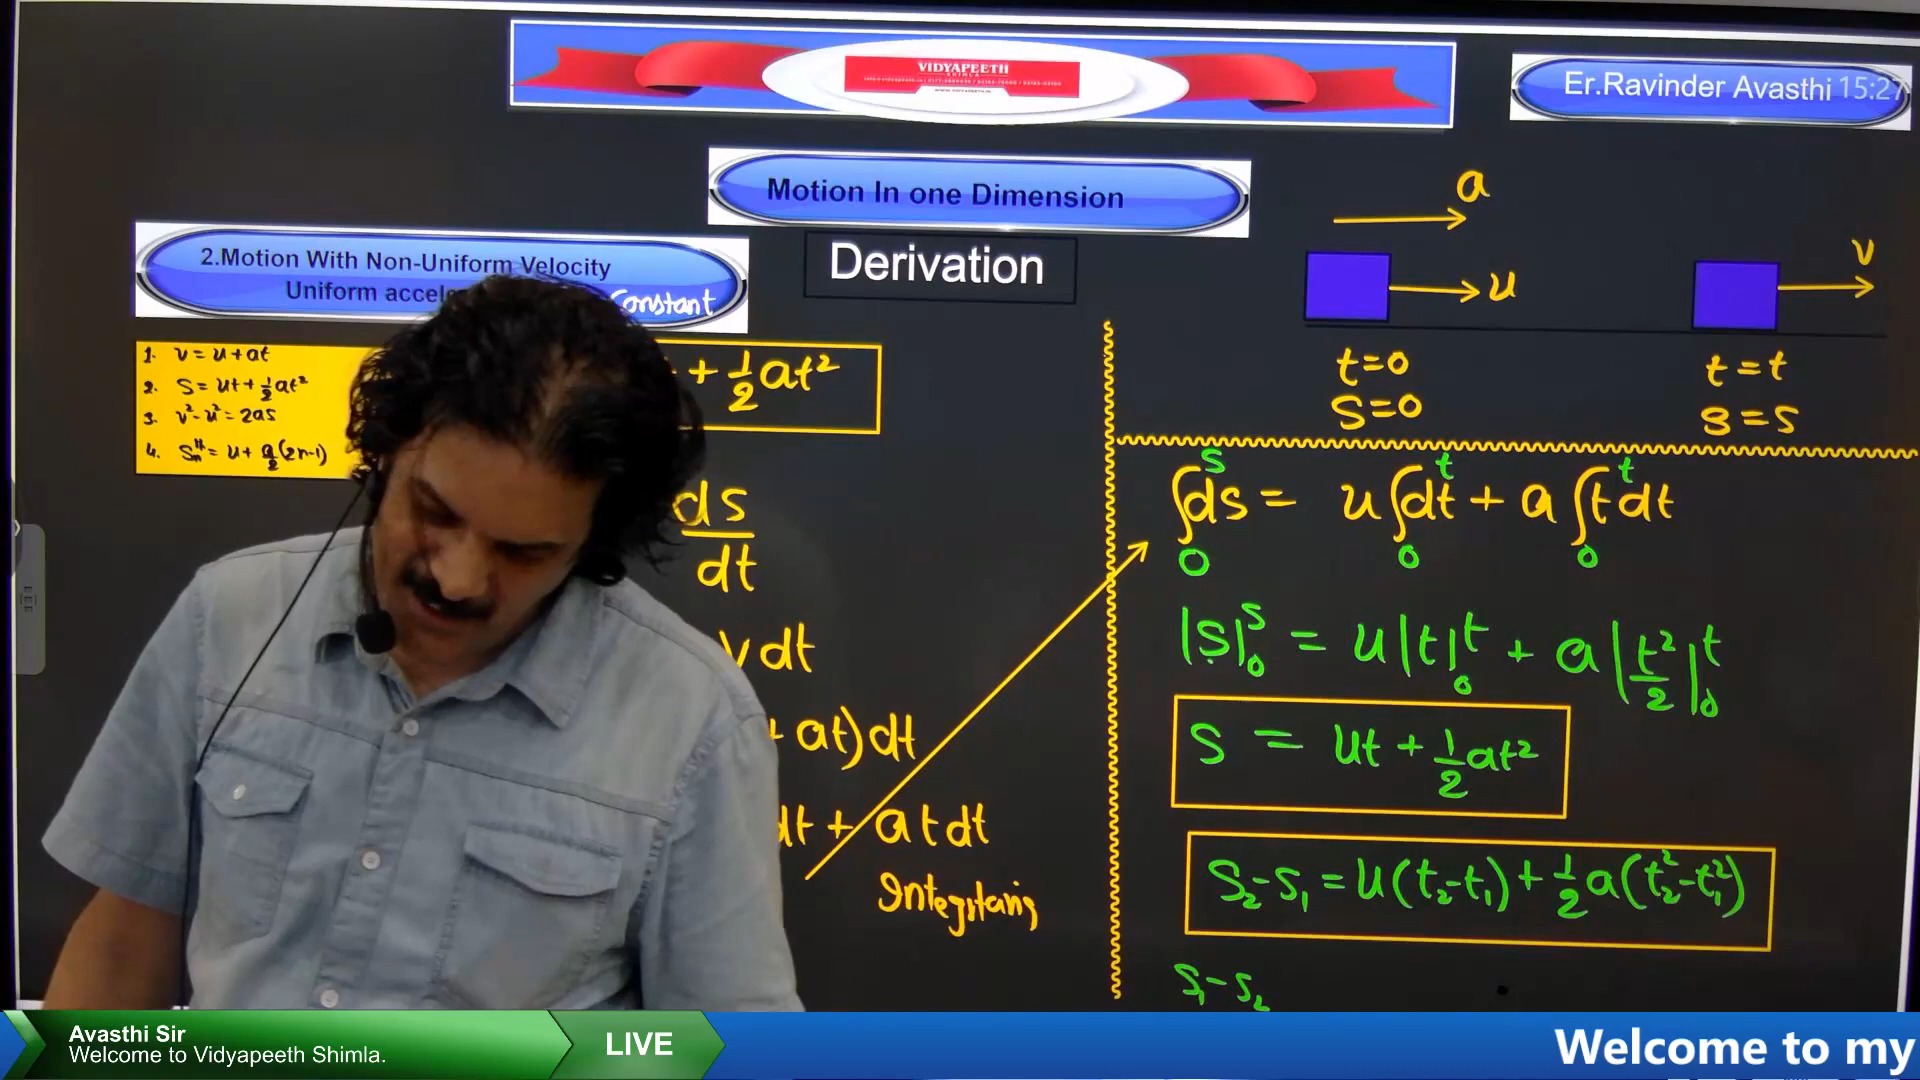 VIDYAPEETH
SHIMLA
Er.Ravinder Avasthi 15:27
Motion In one Dimension
2.Motion With Non-Uniform Velocity
Uniform accel Constant
Derivation
a
u
v
t=0
S=0
t=t
S=S
1. v=u+at
2. S=ut+½at²
3. v²-u²=2as
4. Sₙᵗʰ=u+a/2(2n-1)
+½at²
ds
dt
vdt
+at)dt
dt+atdt
Integrating
∫₀ˢds = u∫₀ᵗdt + a∫₀ᵗtdt
|S|₀ˢ = u|t|₀ᵗ + a|t²/2|₀ᵗ
S = ut+½at²
S₂-S₁=u(t₂-t₁)+½a(t₂²-t₁²)
S₁-S₂
Avasthi Sir
Welcome to Vidyapeeth Shimla.
LIVE
Welcome to my